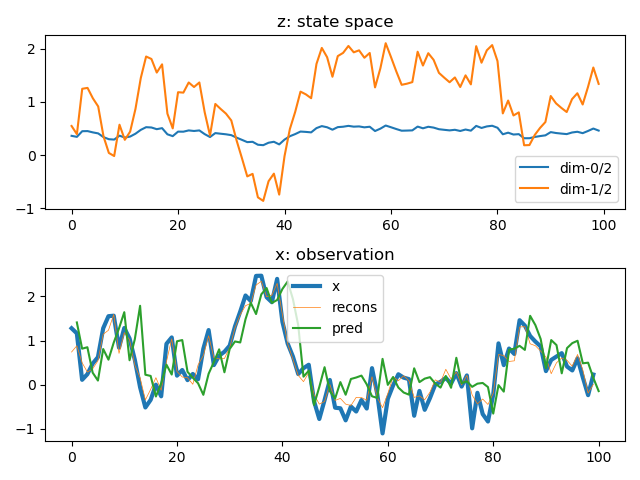 z: state space
2
1
0
−1
dim-0/2
dim-1/2
0 20 40 60 80 100
x: observation
2
1
0
−1
x
recons
pred
0 20 40 60 80 100